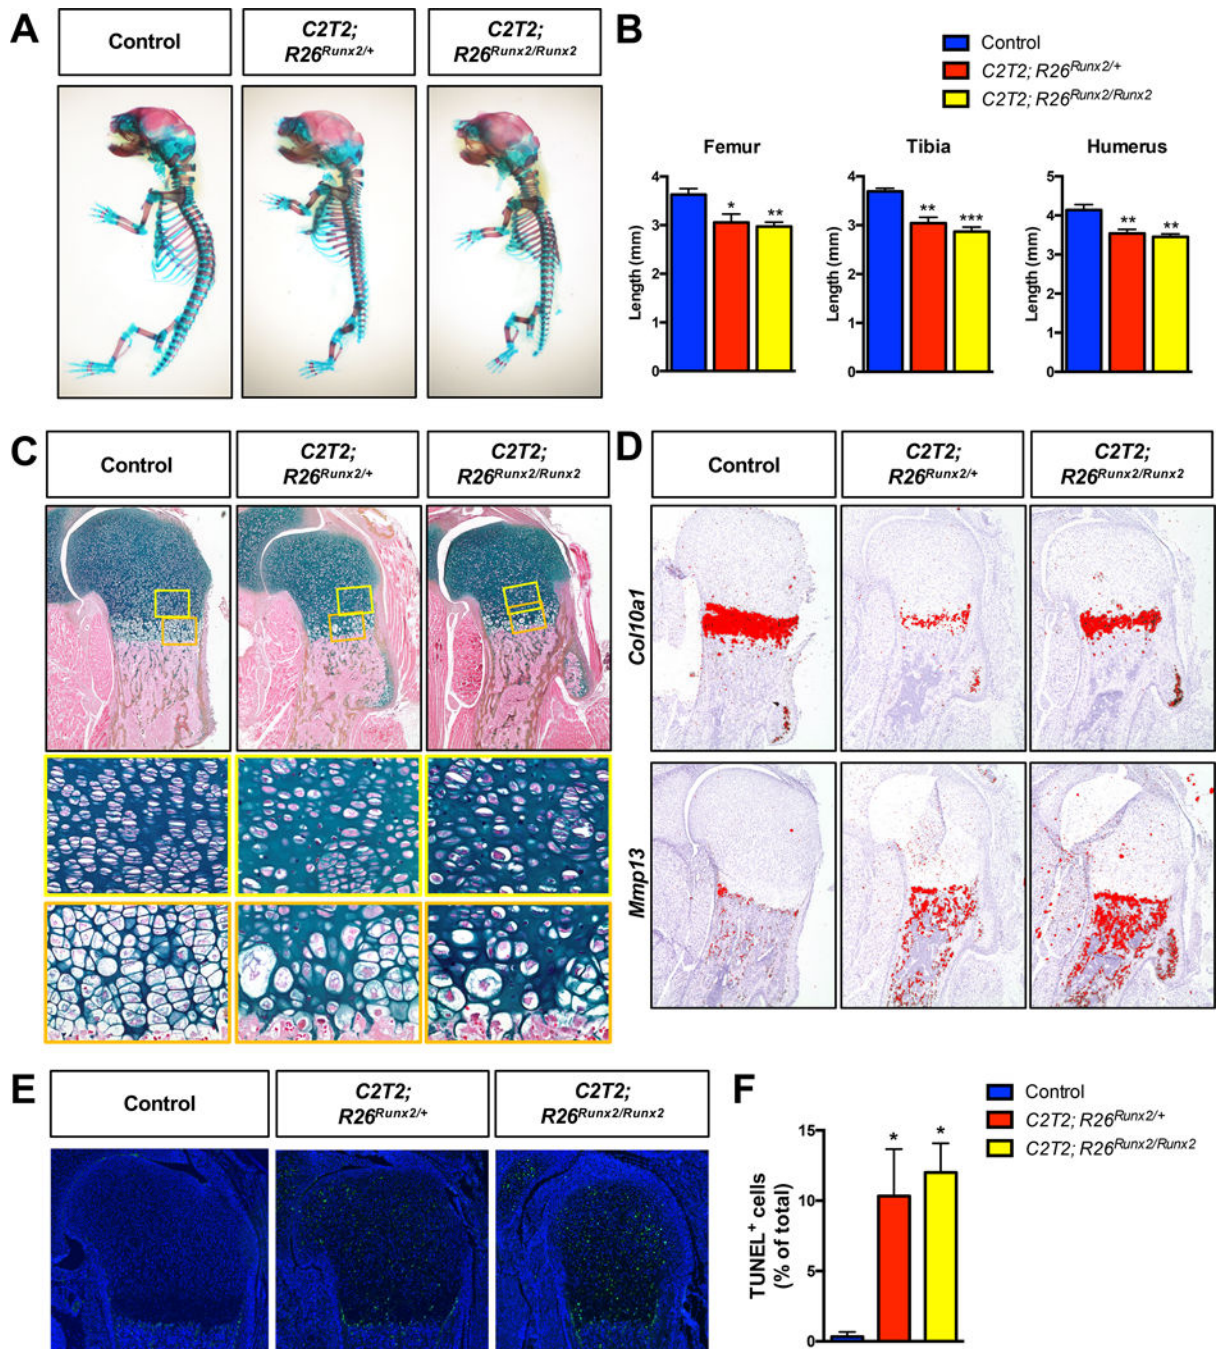 A
Control
C2T2;
R26Runx2/+
C2T2;
R26Runx2/Runx2
B
Control
C2T2; R26Runx2/+
C2T2; R26Runx2/Runx2
Femur
Length (mm)
4
3
2
1
0
*
**
Tibia
Length (mm)
4
3
2
1
0
**
***
Humerus
Length (mm)
5
4
3
2
1
0
**
**
C
Control
C2T2;
R26Runx2/+
C2T2;
R26Runx2/Runx2
D
Control
C2T2;
R26Runx2/+
C2T2;
R26Runx2/Runx2
Col10a1
Mmp13
E
Control
C2T2;
R26Runx2/+
C2T2;
R26Runx2/Runx2
F
Control
C2T2; R26Runx2/+
C2T2; R26Runx2/Runx2
TUNEL+ cells
(% of total)
15
10
5
0
*
*